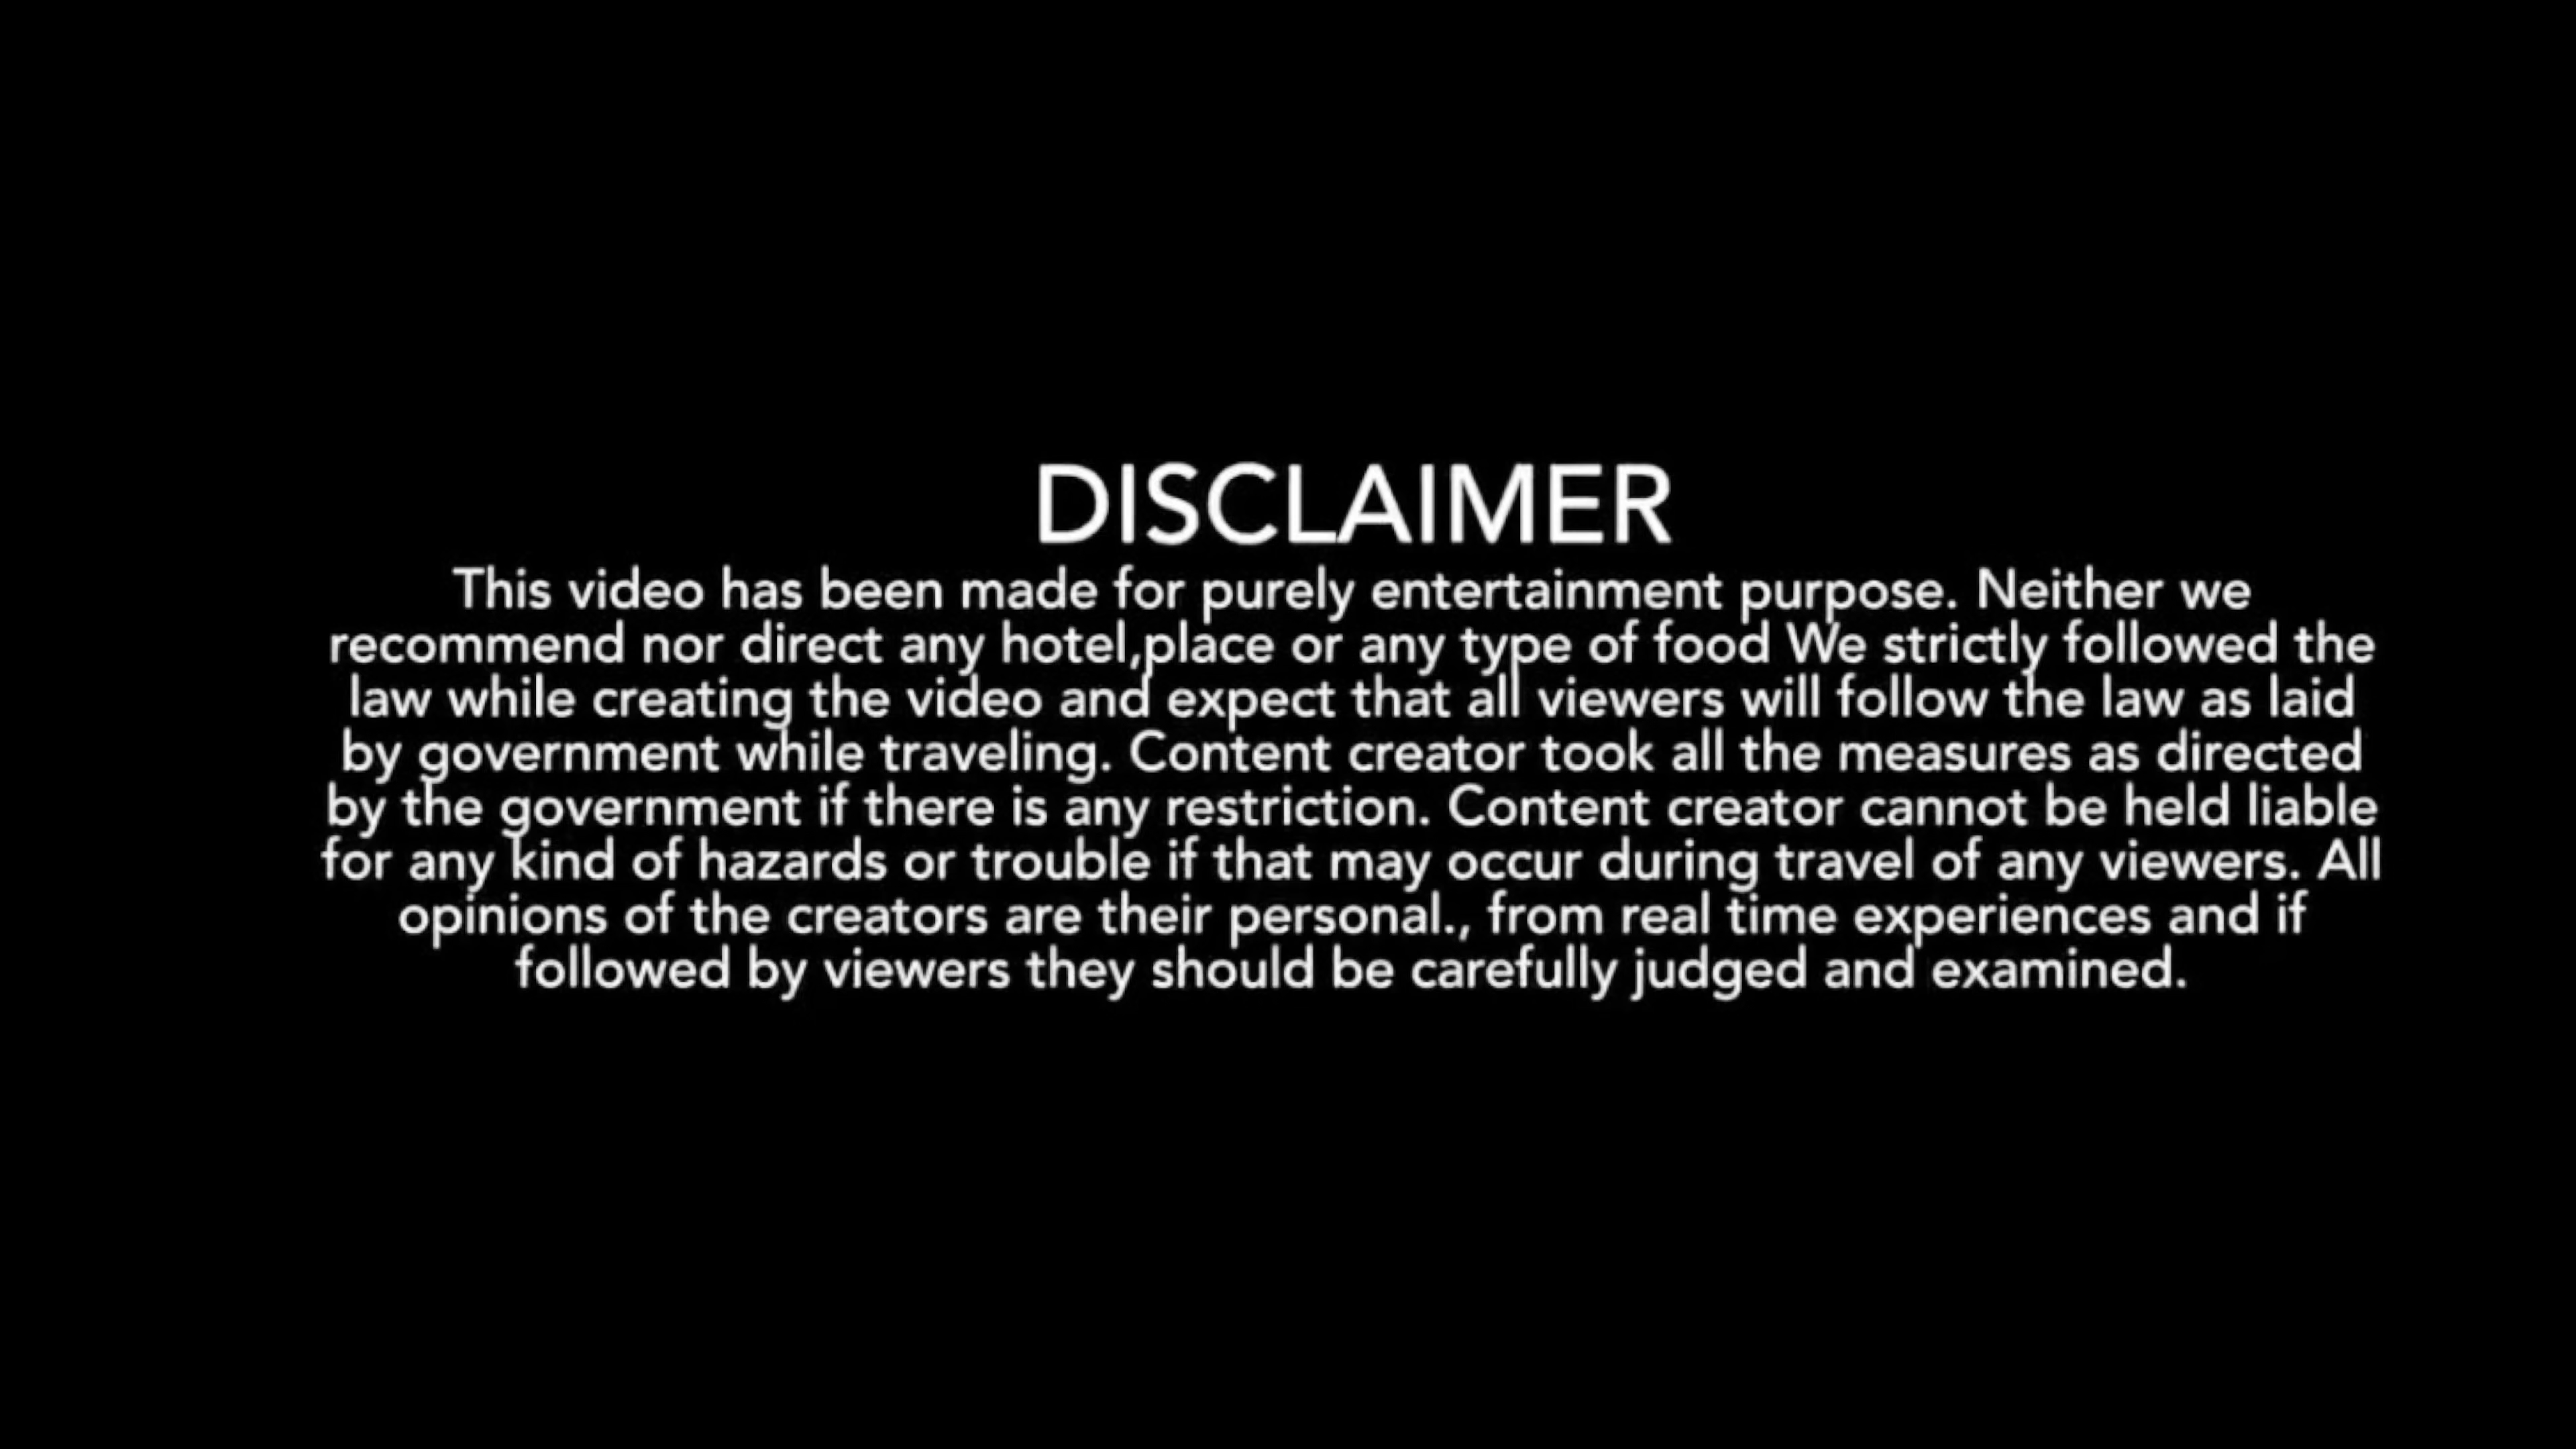 DISCLAIMER
This video has been made for purely entertainment purpose. Neither we
recommend nor direct any hotel,place or any type of food We strictly followed the
law while creating the video and expect that all viewers will follow the law as laid
by government while traveling. Content creator took all the measures as directed
by the government if there is any restriction. Content creator cannot be held liable
for any kind of hazards or trouble if that may occur during travel of any viewers. All
opinions of the creators are their personal., from real time experiences and if
followed by viewers they should be carefully judged and examined.